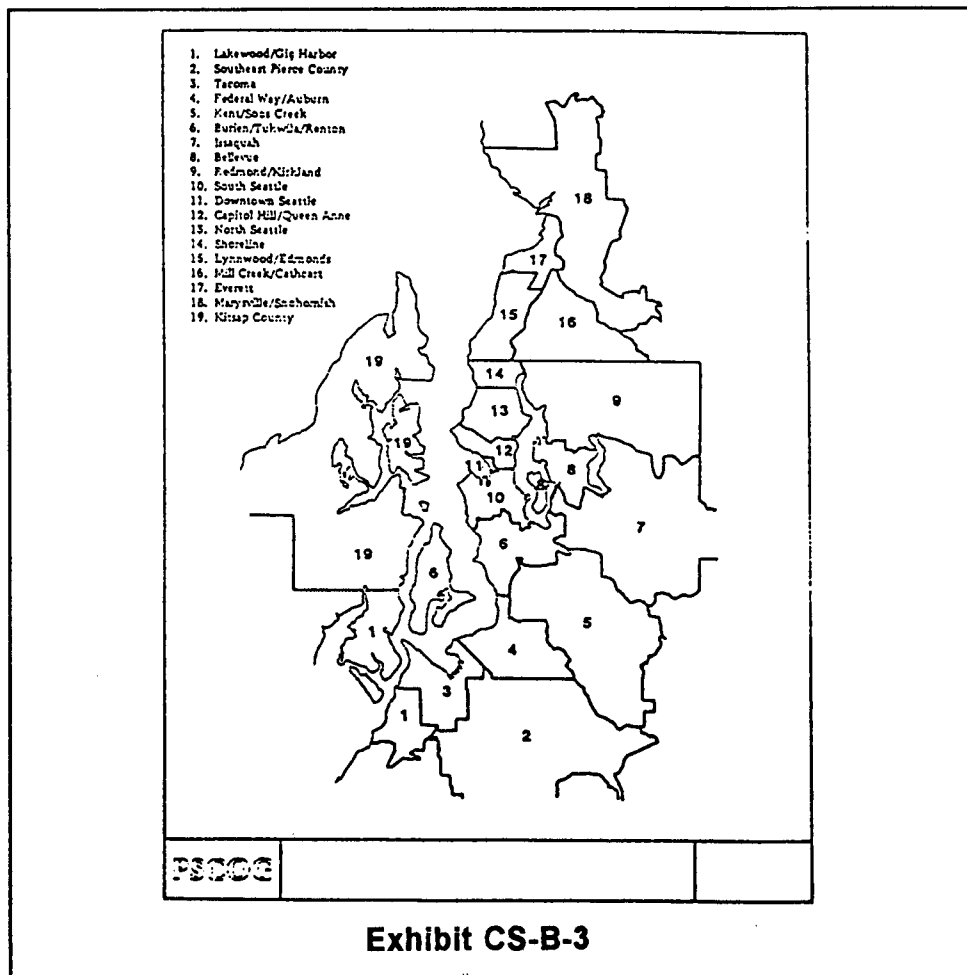 1. Lakewood/Gig Harbor
2. Southeast Pierce County
3. Tacoma
4. Federal Way/Auburn
5. Kent/Soos Creek
6. Burien/Tukwila/Renton
7. Issaquah
8. Bellevue
9. Redmond/Kirkland
10. South Seattle
11. Downtown Seattle
12. Capitol Hill/Queen Anne
13. North Seattle
14. Shoreline
15. Lynnwood/Edmonds
16. Mill Creek/Cathcart
17. Everett
18. Marysville/Snohomish
19. Kitsap County
18
17
15
16
19
14
9
13
19
12
11
8
10
7
6
19
6
5
1
4
3
1
2
PSCOG
Exhibit CS-B-3